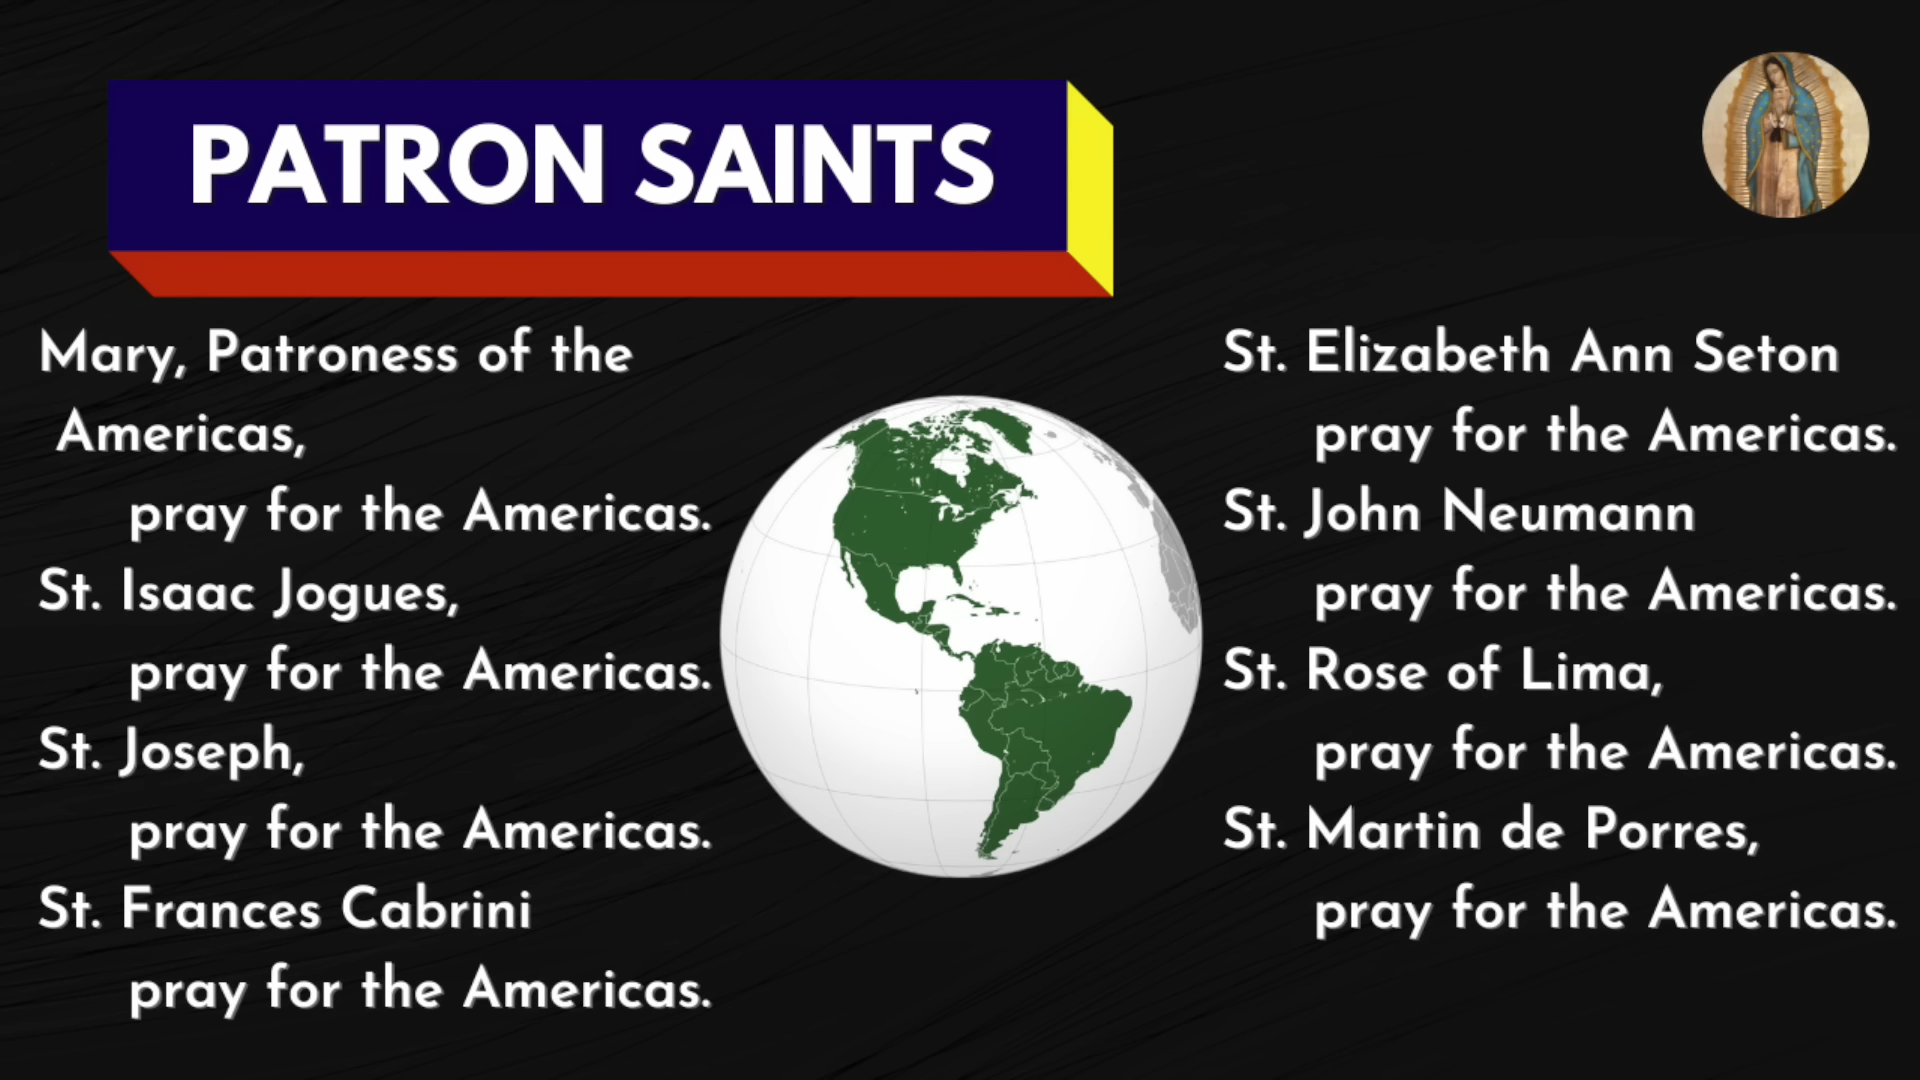 PATRON SAINTS
Mary, Patroness of the
Americas,
pray for the Americas.
St. Isaac Jogues,
pray for the Americas.
St. Joseph,
pray for the Americas.
St. Frances Cabrini
pray for the Americas.
St. Elizabeth Ann Seton
pray for the Americas.
St. John Neumann
pray for the Americas.
St. Rose of Lima,
pray for the Americas.
St. Martin de Porres,
pray for the Americas.